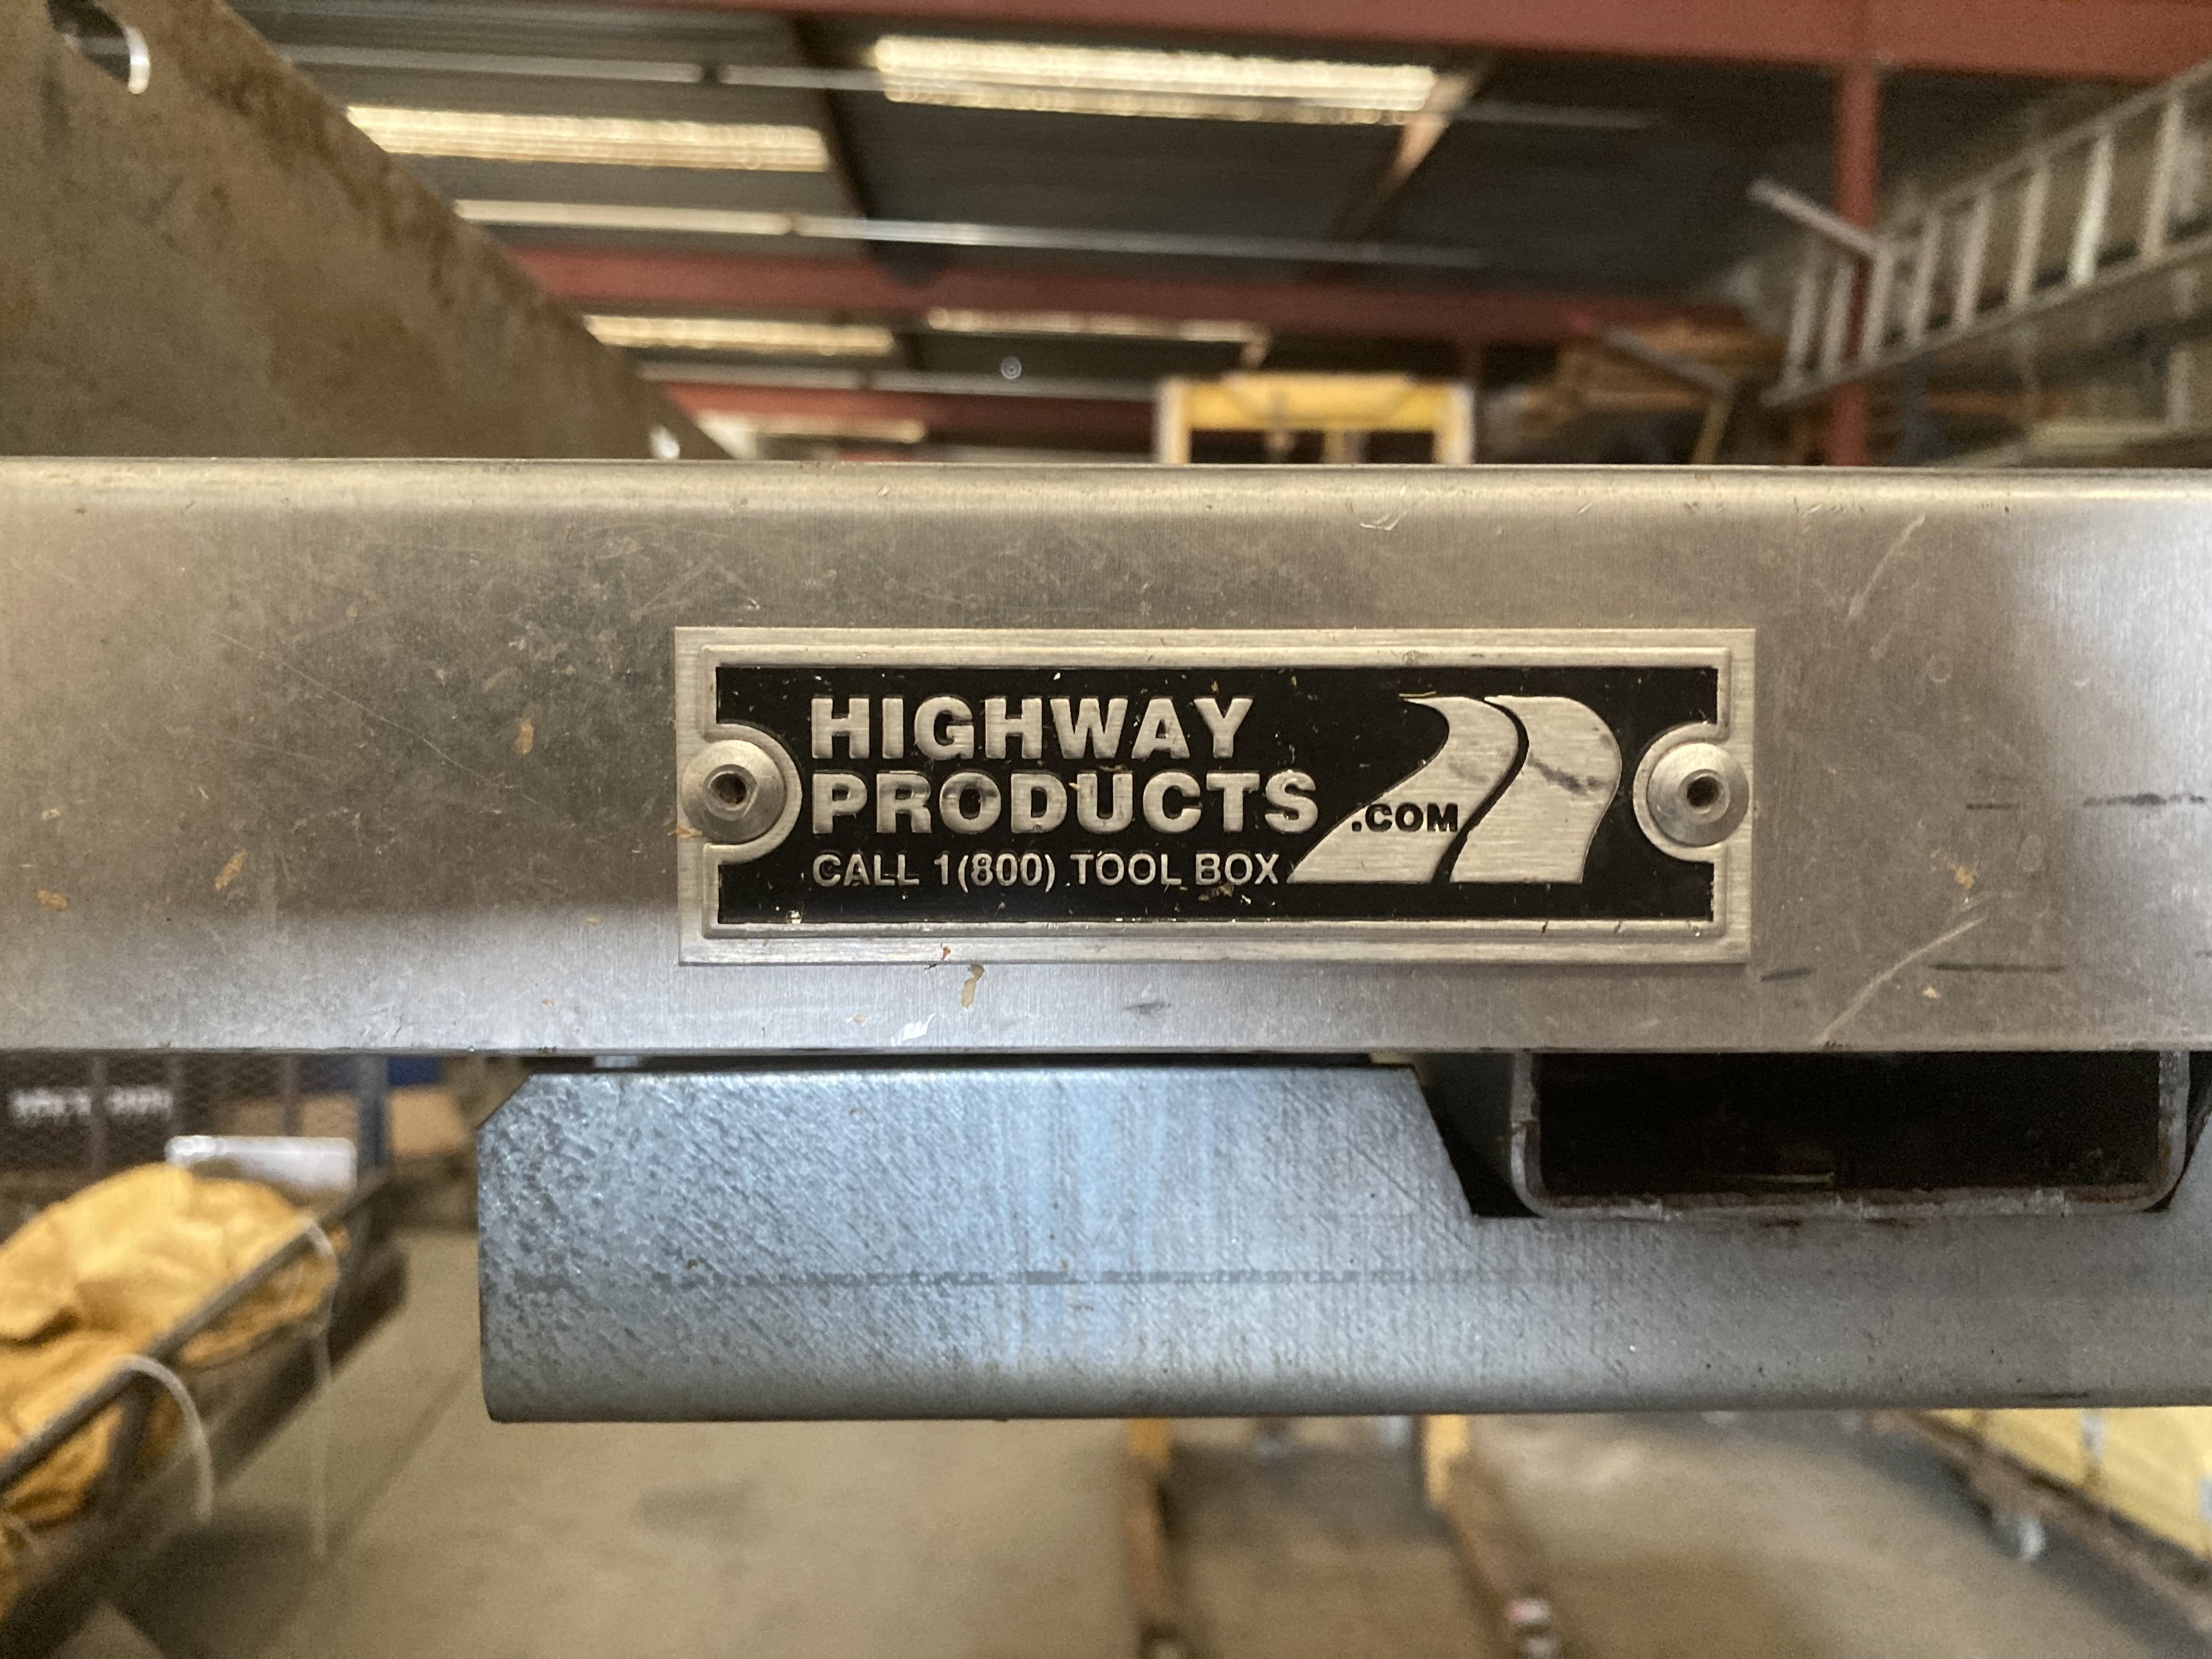 HIGHWAY
PRODUCTS
.COM
CALL 1(800) TOOL BOX